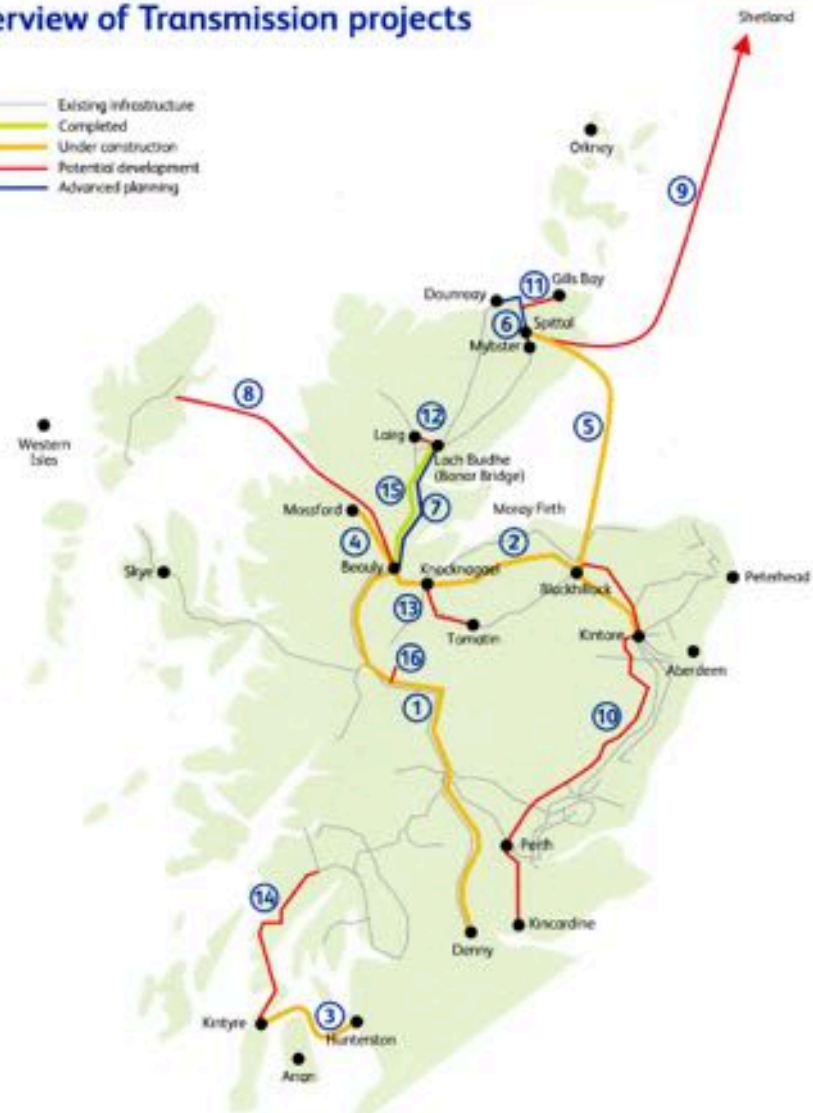 erview of Transmission projects
Shetland
Existing infrastructure
Completed
Under construction
Potential development
Advanced planning
Orkney
9
11
Gills Bay
Dounreay
6
Spittal
Mybster
8
12
5
Western
Isles
Lairg
Loch Buidhe
(Bonar Bridge)
15
7
Mossford
Moray Firth
4
2
Skye
Beauly
Knocknagael
Blackhillock
Peterhead
13
Tomatin
Kintore
Aberdeen
16
1
10
Perth
14
Kincardine
Denny
3
Kintyre
Hunterston
Arran